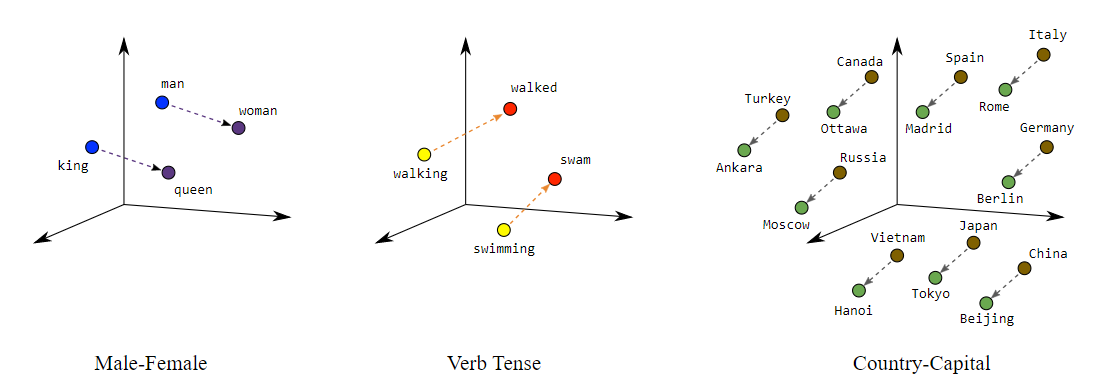 man
woman
king
queen
Male-Female
walked
walking
swam
swimming
Verb Tense
Italy
Spain
Canada
Turkey
Rome
Ottawa
Madrid
Germany
Ankara
Russia
Berlin
Moscow
Japan
Vietnam
China
Tokyo
Hanoi
Beijing
Country-Capital